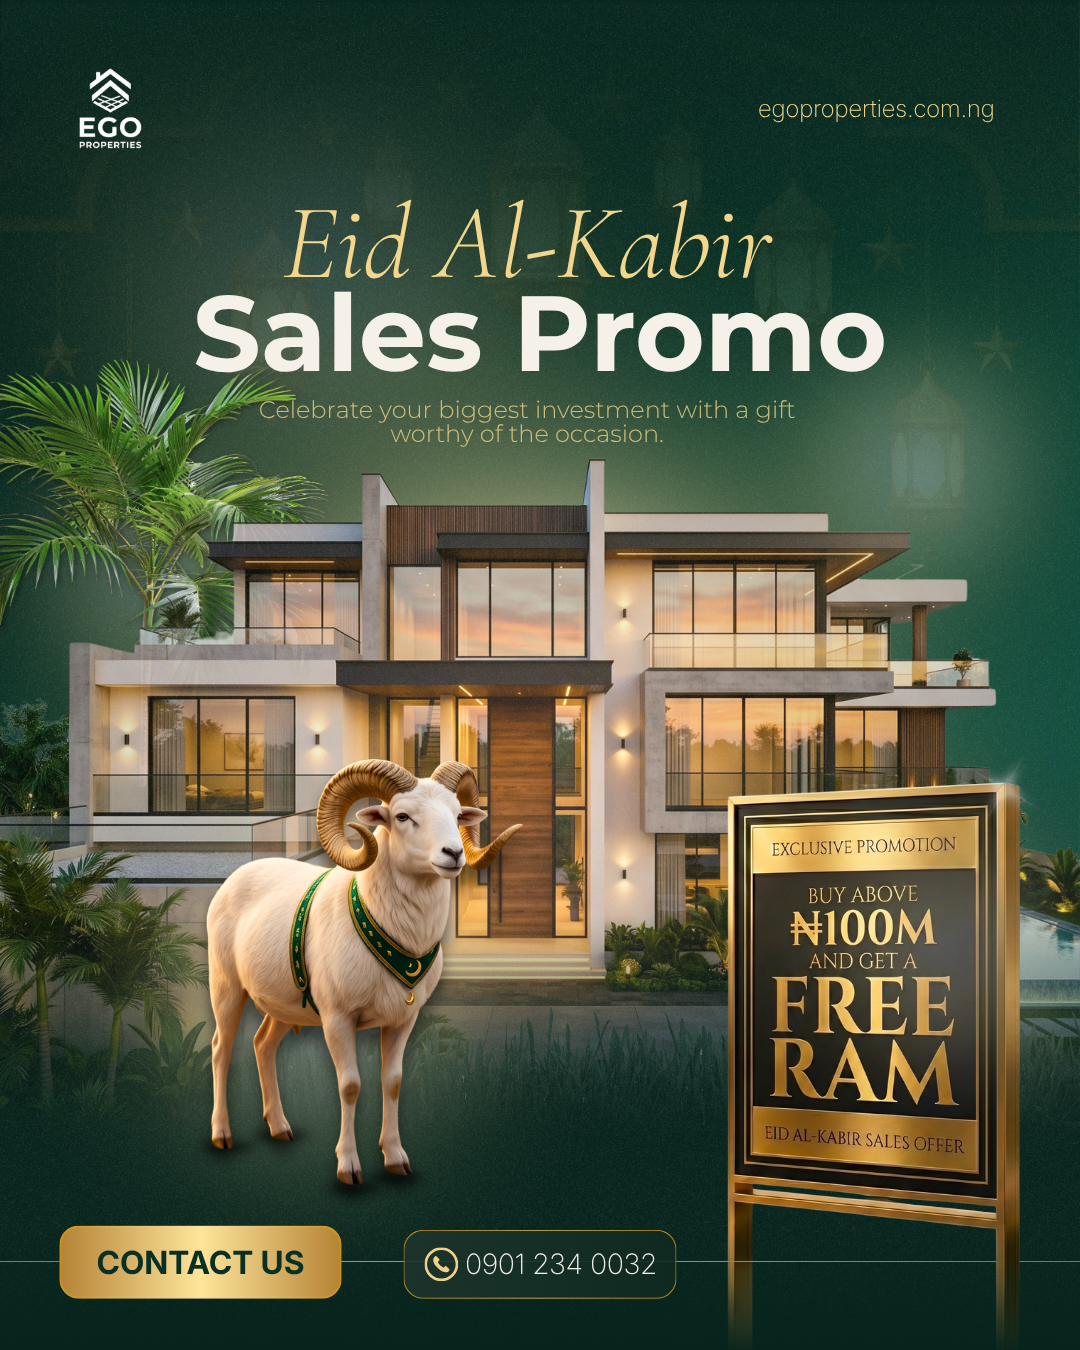 EGO
PROPERTIES
egoproperties.com.ng
Eid Al-Kabir
Sales Promo
Celebrate your biggest investment with a gift
worthy of the occasion.
EXCLUSIVE PROMOTION
BUY ABOVE
₦100M
AND GET A
FREE
RAM
EID AL-KABIR SALES OFFER
CONTACT US
0901 234 0032